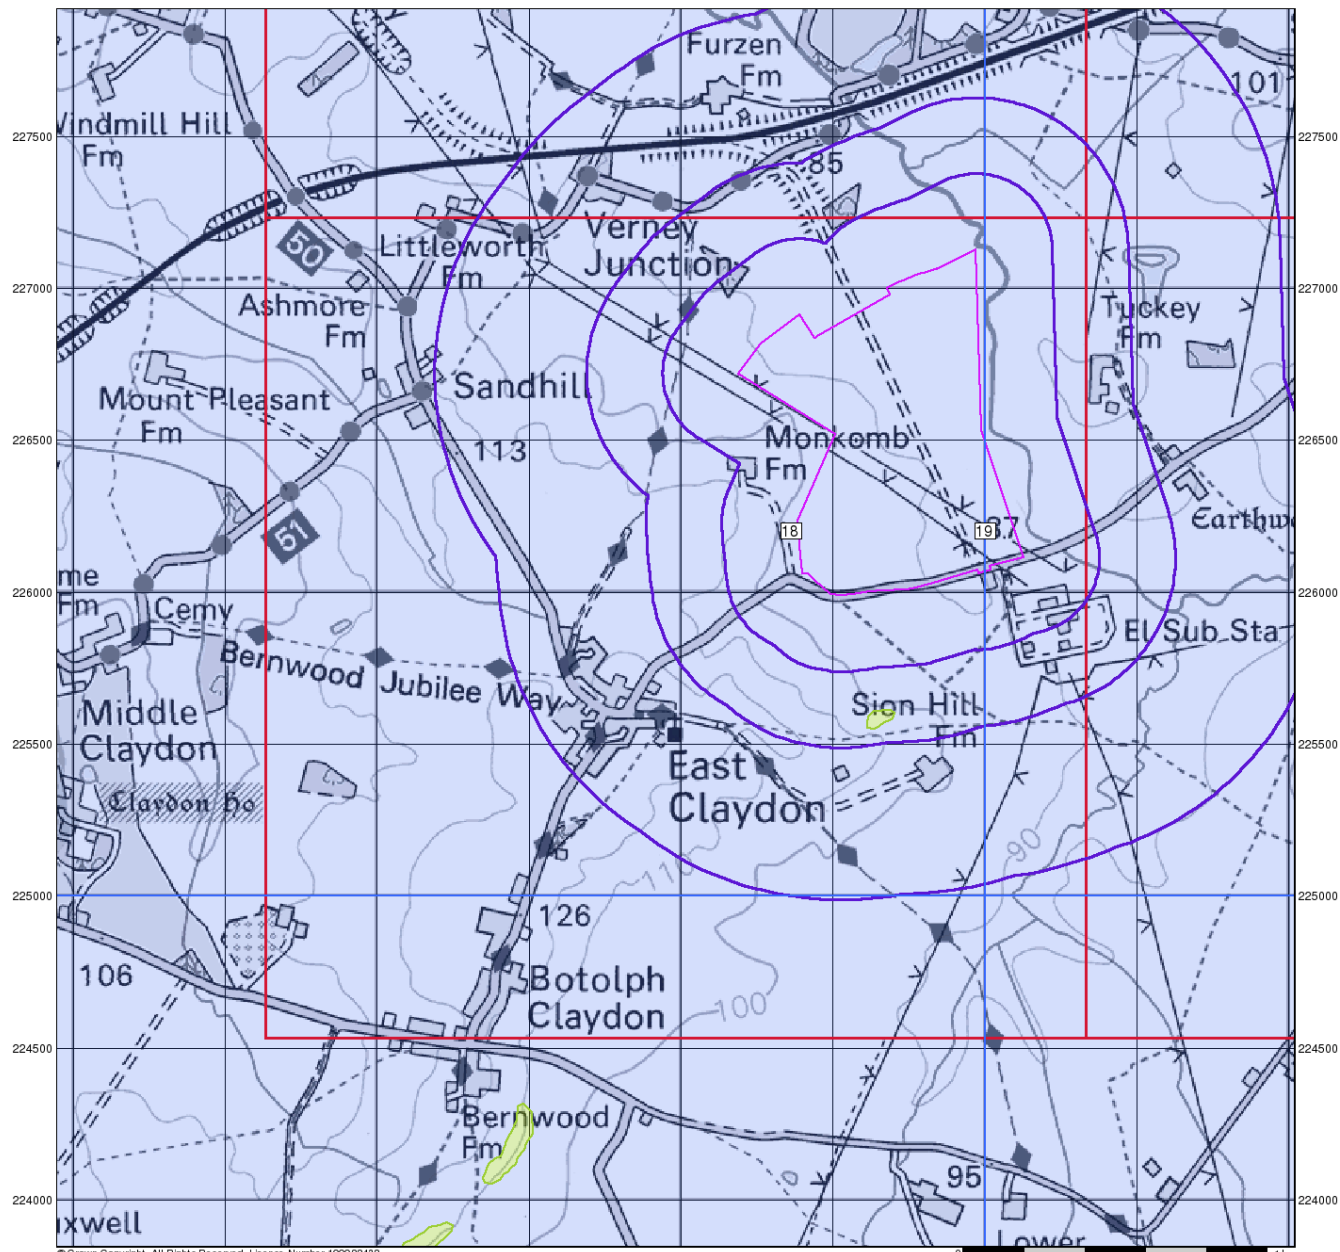 Furzen
Fm
101
Windmill Hill
Fm
227500
227500
85
50
Littleworth
Fm
Verney
Junction
227000
227000
Ashmore
Fm
Tuckey
Fm
Mount Pleasant
Fm
Sandhill
113
226500
226500
Monkomb
Fm
51
18
19
Earthw
me
Fm
Cemy
226000
226000
El Sub Sta
Bernwood Jubilee Way
Middle
Claydon
Sion Hill
Fm
225500
225500
East
Claydon
Claydon Ho
110
90
225000
225000
126
106
Botolph
Claydon
100
224500
224500
Bernwood
Fm
95
224000
224000
axwell
Lower